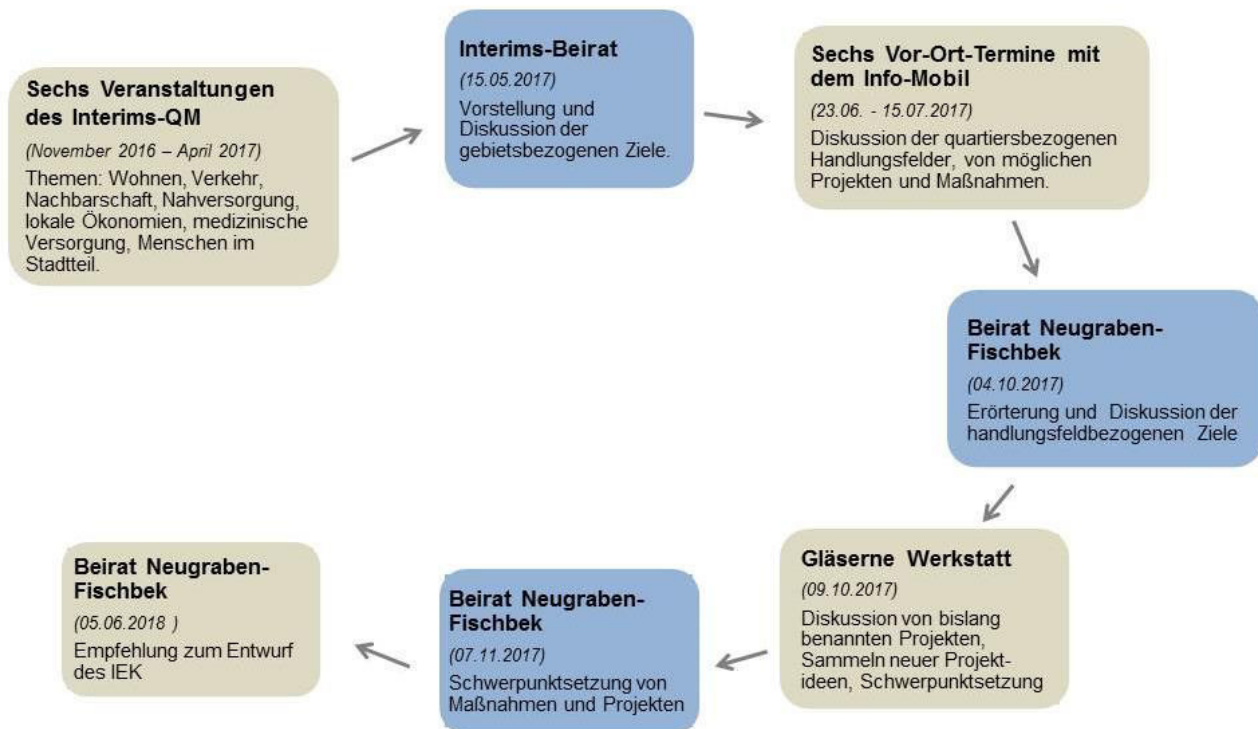 Sechs Veranstaltungen
des Interims-QM
(November 2016 – April 2017)
Themen: Wohnen, Verkehr,
Nachbarschaft, Nahversorgung,
lokale Ökonomien, medizinische
Versorgung, Menschen im
Stadtteil.
Interims-Beirat
(15.05.2017)
Vorstellung und
Diskussion der
gebietsbezogenen Ziele.
Sechs Vor-Ort-Termine mit
dem Info-Mobil
(23.06. - 15.07.2017)
Diskussion der quartiersbezogenen
Handlungsfelder, von möglichen
Projekten und Maßnahmen.
Beirat Neugraben-
Fischbek
(04.10.2017)
Erörterung und Diskussion der
handlungsfeldbezogenen Ziele
Gläserne Werkstatt
(09.10.2017)
Diskussion von bislang
benannten Projekten,
Sammeln neuer Projekt-
ideen, Schwerpunktsetzung
Beirat Neugraben-
Fischbek
(07.11.2017)
Schwerpunktsetzung von
Maßnahmen und Projekten
Beirat Neugraben-
Fischbek
(05.06.2018 )
Empfehlung zum Entwurf
des IEK